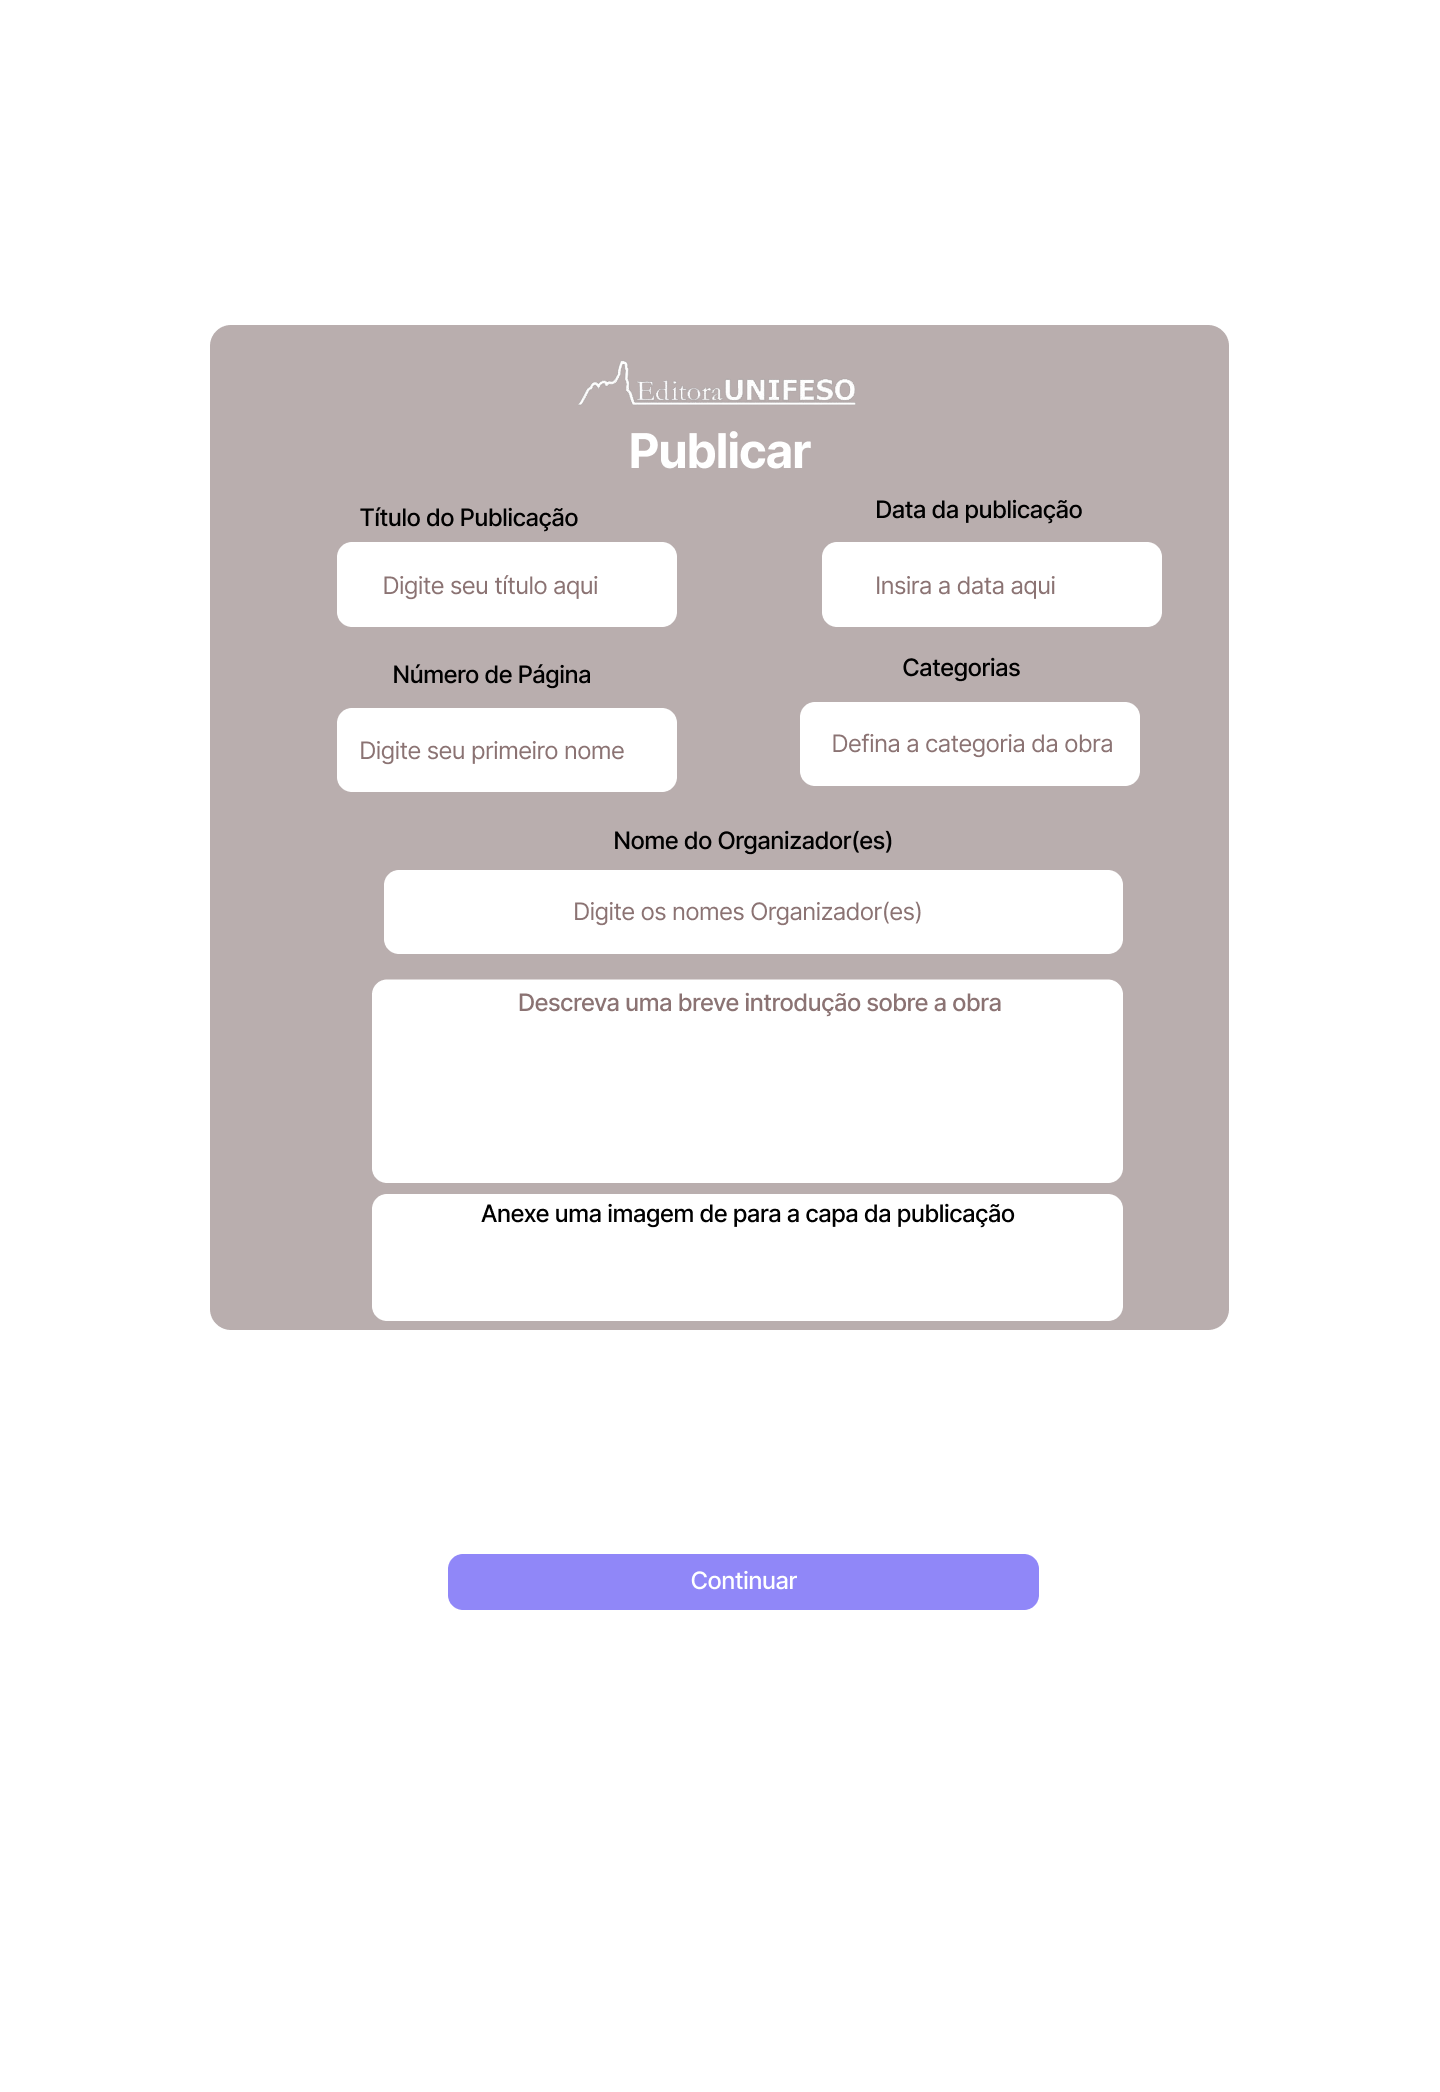 EditoraUNIFESO
Publicar
Título do Publicação
Data da publicação
Digite seu título aqui
Insira a data aqui
Número de Página
Categorias
Digite seu primeiro nome
Defina a categoria da obra
Nome do Organizador(es)
Digite os nomes Organizador(es)
Descreva uma breve introdução sobre a obra
Anexe uma imagem de para a capa da publicação
Continuar